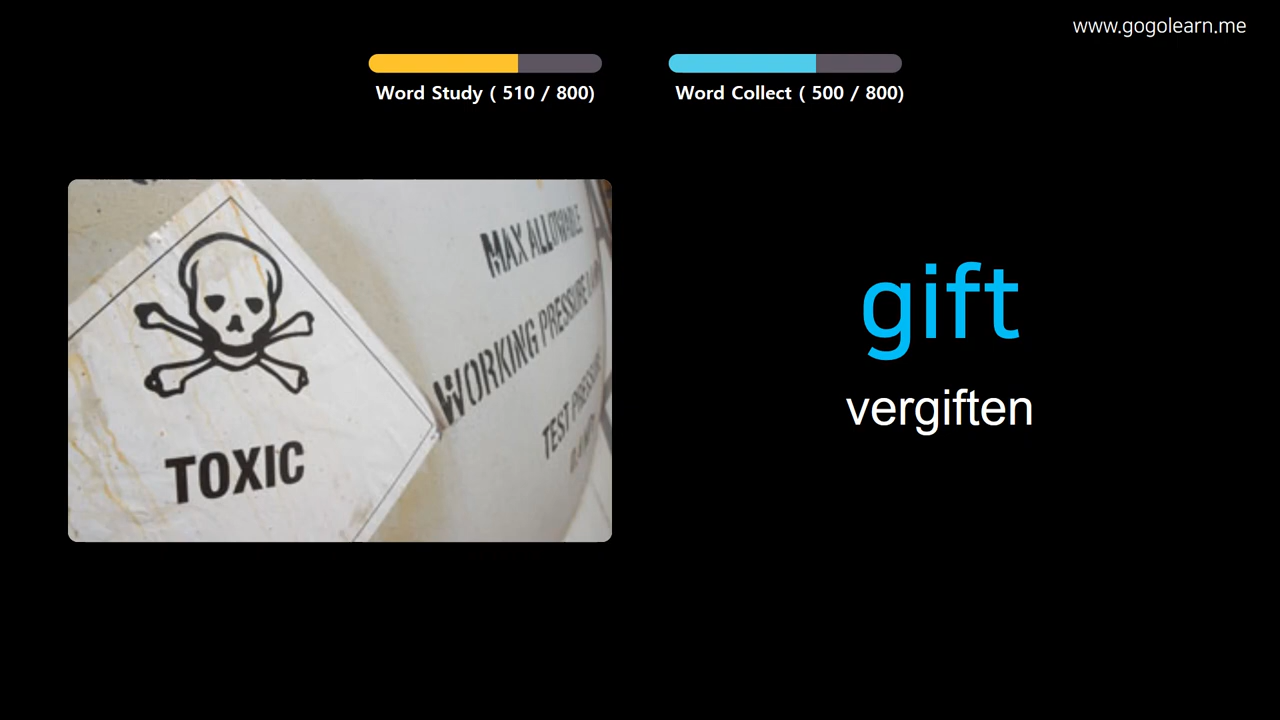 www.gogolearn.me
Word Study ( 510 / 800)
Word Collect ( 500 / 800)
MAX ALLOWABLE
WORKING PRESSURE
TEST PRESSURE
TOXIC
gift
vergiften